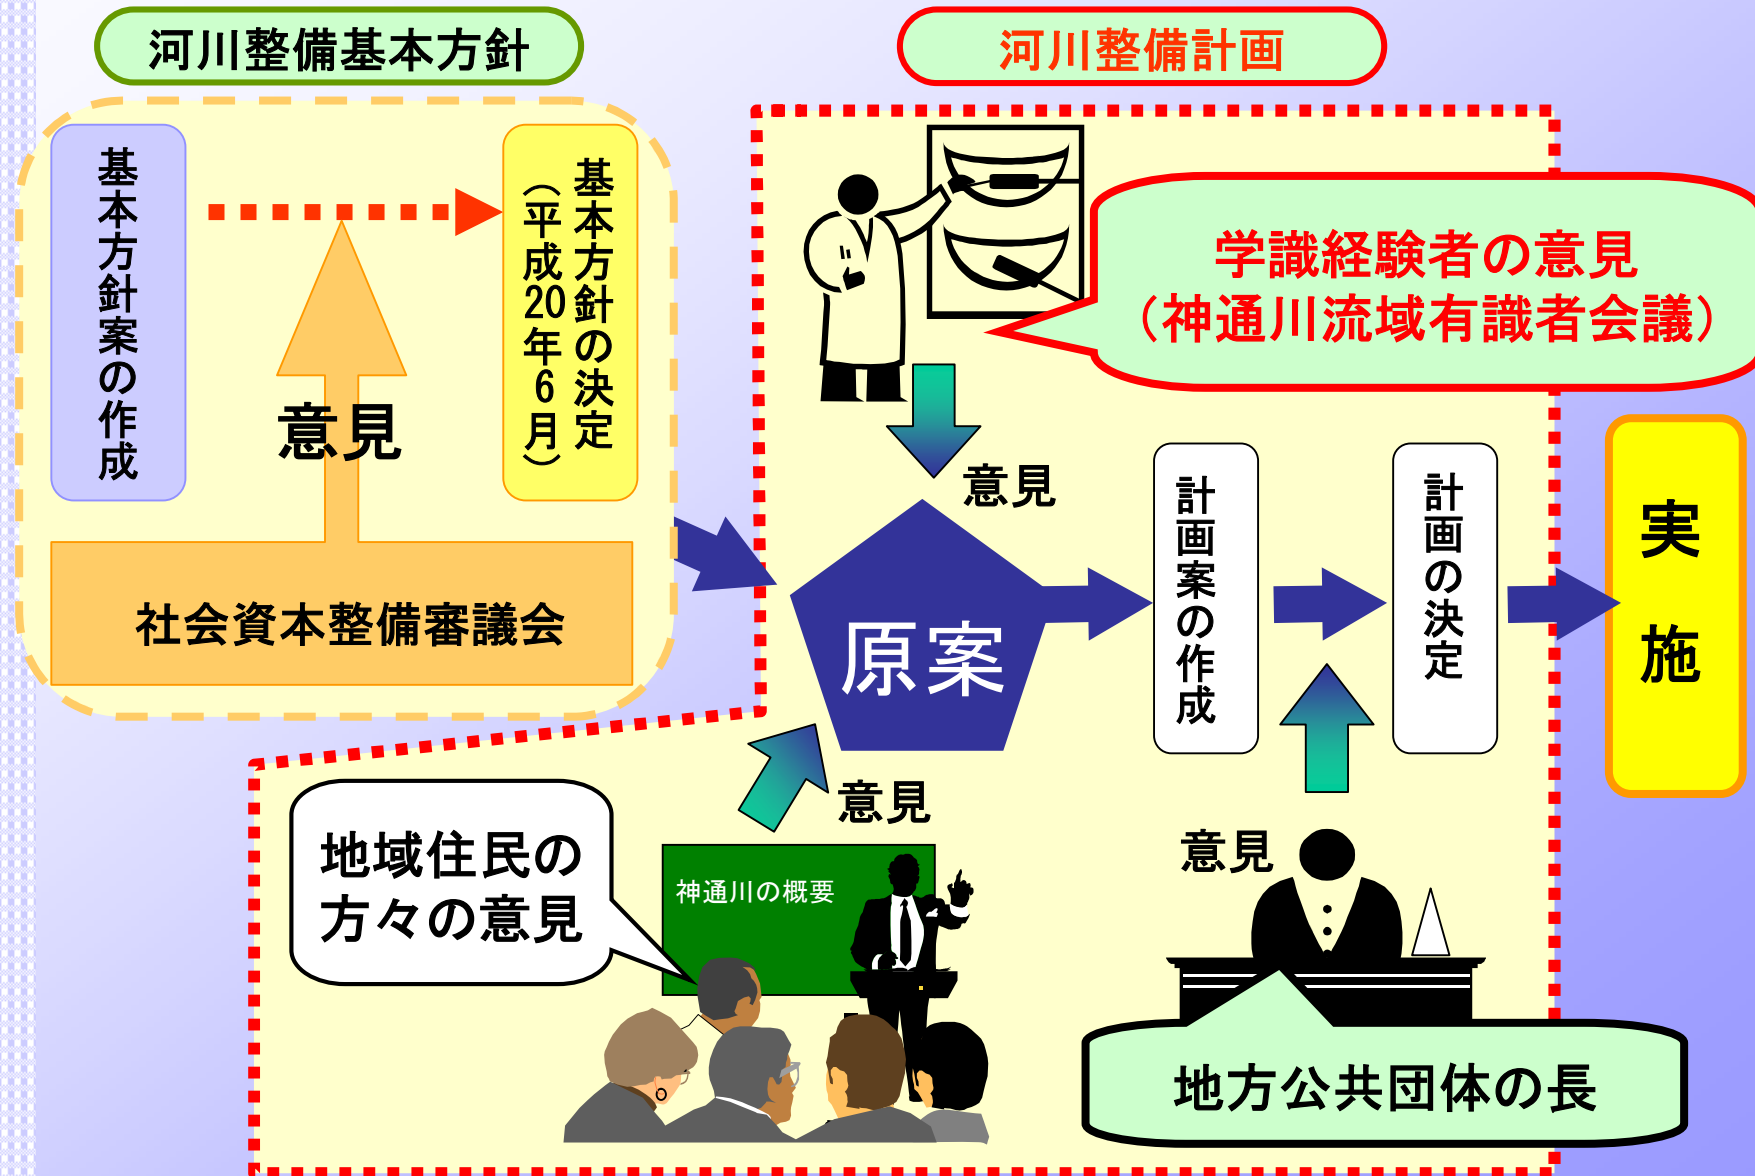 河川整備基本方針
河川整備計画
基本方針案の作成
基本方針の決定
（平成20年6月）
意見
社会資本整備審議会
学識経験者の意見
（神通川流域有識者会議）
意見
原案
計画案の作成
計画の決定
実施
意見
地域住民の
方々の意見
神通川の概要
意見
地方公共団体の長